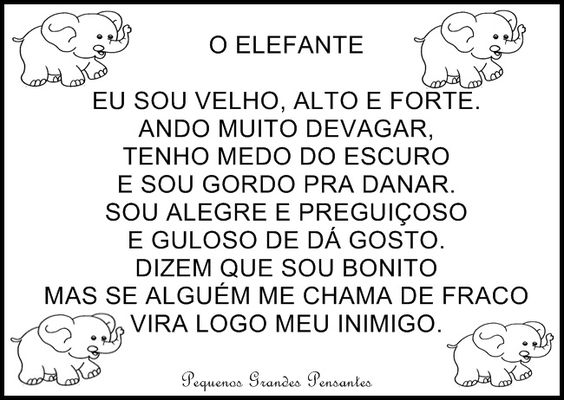 O ELEFANTE
EU SOU VELHO, ALTO E FORTE.
ANDO MUITO DEVAGAR,
TENHO MEDO DO ESCURO
E SOU GORDO PRA DANAR.
SOU ALEGRE E PREGUIÇOSO
E GULOSO DE DÁ GOSTO.
DIZEM QUE SOU BONITO
MAS SE ALGUÉM ME CHAMA DE FRACO
VIRA LOGO MEU INIMIGO.
Pequenos Grandes Pensantes